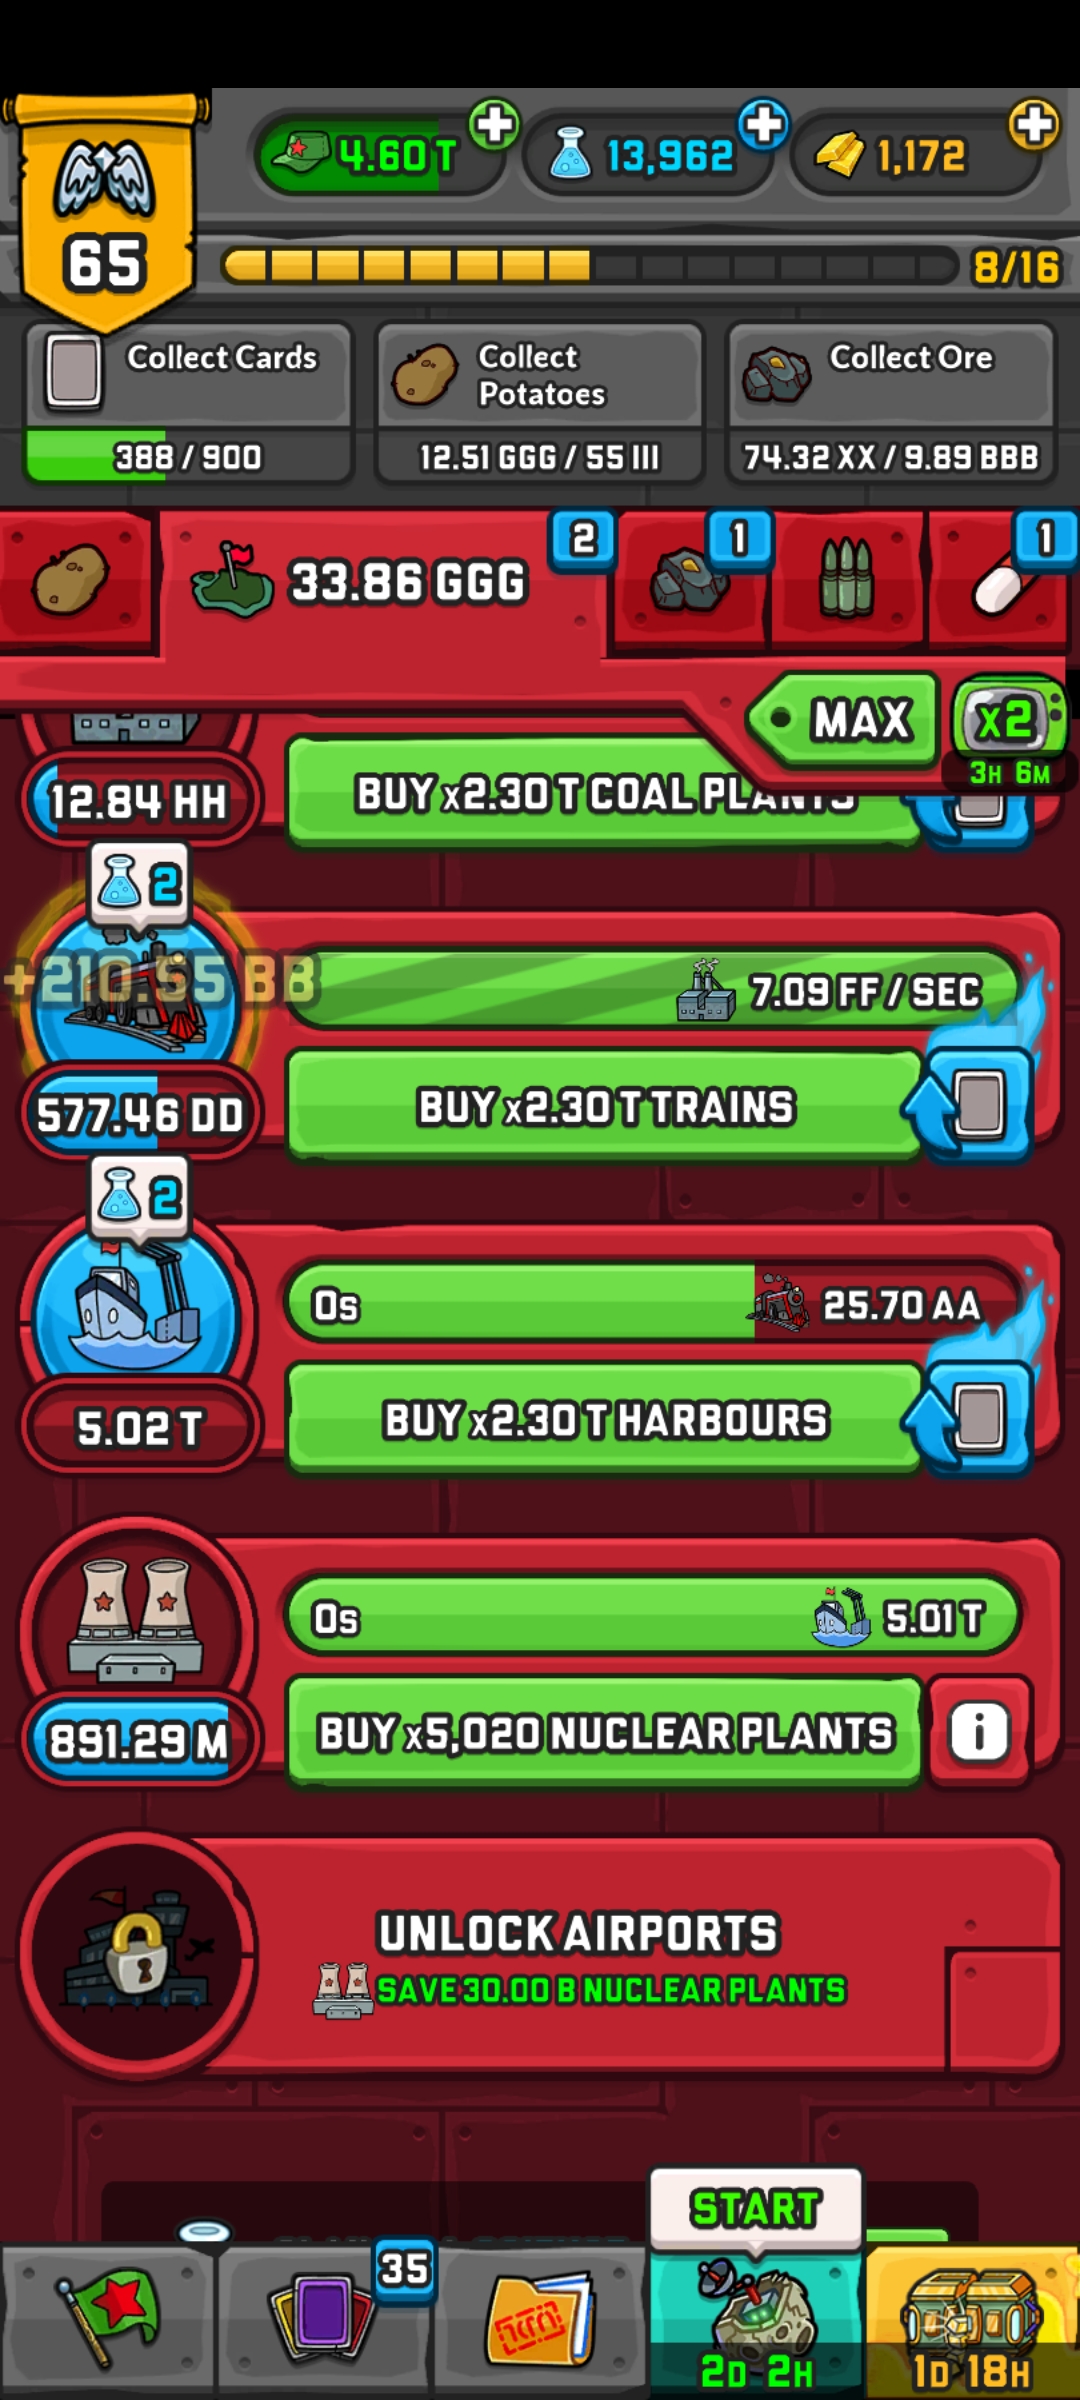 4.60 T
13,962
1,172
65
8/16
Collect Cards
388 / 900
Collect
Potatoes
12.51 GGG / 55 III
Collect Ore
74.32 XX / 9.89 BBB
33.86 GGG
2
1
1
MAX
x2
3H 6M
12.84 HH
BUY x2.30 T COAL PLANTS
2
+210.55 BB
7.09 FF / SEC
577.46 DD
BUY x2.30 T TRAINS
2
0s
25.70 AA
5.02 T
BUY x2.30 T HARBOURS
0s
5.01 T
891.29 M
BUY x5,020 NUCLEAR PLANTS
i
UNLOCK AIRPORTS
SAVE 30.00 B NUCLEAR PLANTS
START
35
2D 2H
1D 18H